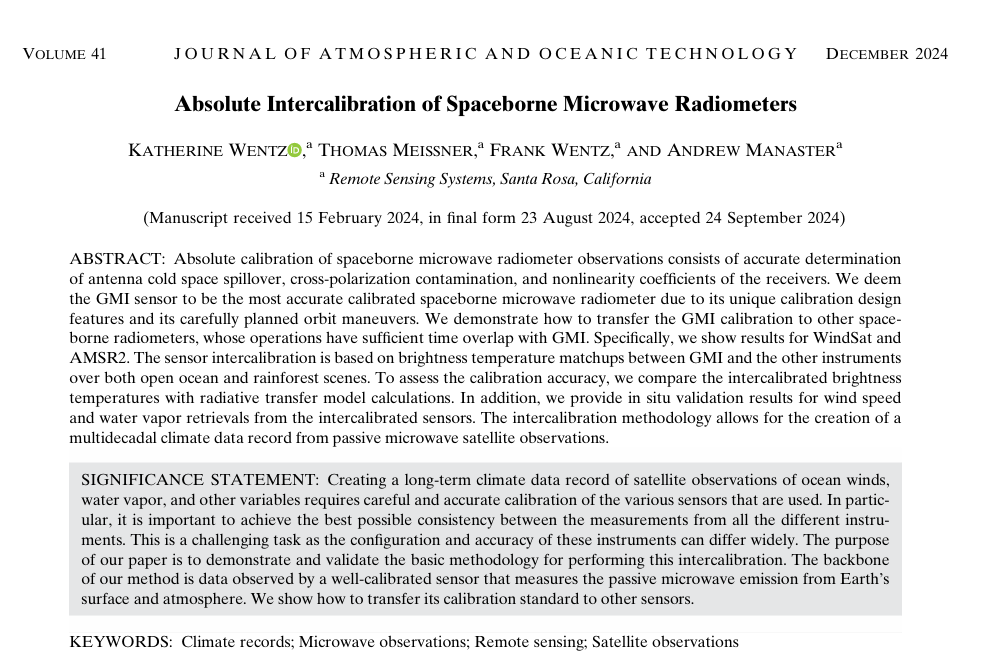 VOLUME 41 JOURNAL OF ATMOSPHERIC AND OCEANIC TECHNOLOGY DECEMBER 2024
Absolute Intercalibration of Spaceborne Microwave Radiometers
KATHERINE WENTZ iD,a THOMAS MEISSNER,a FRANK WENTZ,a AND ANDREW MANASTERa
a Remote Sensing Systems, Santa Rosa, California
(Manuscript received 15 February 2024, in final form 23 August 2024, accepted 24 September 2024)
ABSTRACT: Absolute calibration of spaceborne microwave radiometer observations consists of accurate determination
of antenna cold space spillover, cross-polarization contamination, and nonlinearity coefficients of the receivers. We deem
the GMI sensor to be the most accurate calibrated spaceborne microwave radiometer due to its unique calibration design
features and its carefully planned orbit maneuvers. We demonstrate how to transfer the GMI calibration to other space-
borne radiometers, whose operations have sufficient time overlap with GMI. Specifically, we show results for WindSat and
AMSR2. The sensor intercalibration is based on brightness temperature matchups between GMI and the other instruments
over both open ocean and rainforest scenes. To assess the calibration accuracy, we compare the intercalibrated brightness
temperatures with radiative transfer model calculations. In addition, we provide in situ validation results for wind speed
and water vapor retrievals from the intercalibrated sensors. The intercalibration methodology allows for the creation of a
multidecadal climate data record from passive microwave satellite observations.
SIGNIFICANCE STATEMENT: Creating a long-term climate data record of satellite observations of ocean winds,
water vapor, and other variables requires careful and accurate calibration of the various sensors that are used. In partic-
ular, it is important to achieve the best possible consistency between the measurements from all the different instru-
ments. This is a challenging task as the configuration and accuracy of these instruments can differ widely. The purpose
of our paper is to demonstrate and validate the basic methodology for performing this intercalibration. The backbone
of our method is data observed by a well-calibrated sensor that measures the passive microwave emission from Earth's
surface and atmosphere. We show how to transfer its calibration standard to other sensors.
KEYWORDS: Climate records; Microwave observations; Remote sensing; Satellite observations